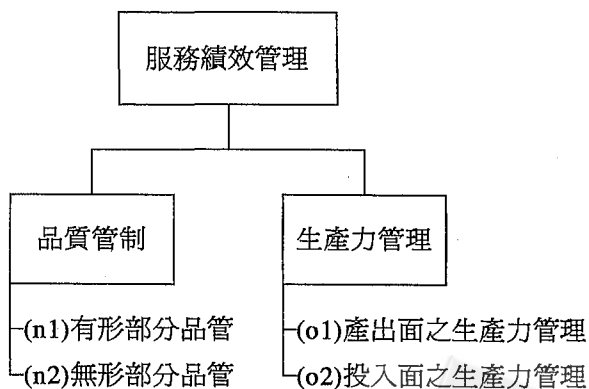 服務績效管理
品質管制
生產力管理
(n1)有形部分品管
(n2)無形部分品管
(o1)產出面之生產力管理
(o2)投入面之生產力管理